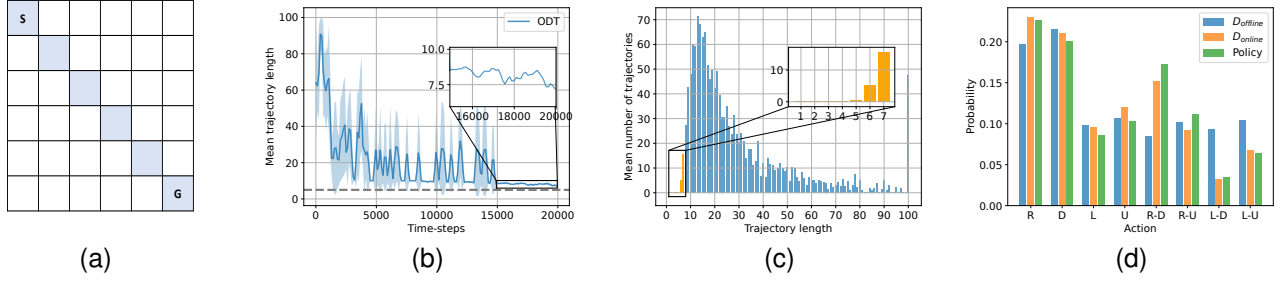 S
G
(a)
Mean trajectory length
100
80
60
40
20
0
ODT
10.0
7.5
16000 18000 20000
0 5000 10000 15000 20000
Time-steps
(b)
Mean number of trajectories
70
60
50
40
30
20
10
0
10
0
1 2 3 4 5 6 7
0 10 20 30 40 50 60 70 80 90 100
Trajectory length
(c)
Probability
0.20
0.15
0.10
0.05
0.00
D_offline
D_online
Policy
R D L U R-D R-U L-D L-U
Action
(d)